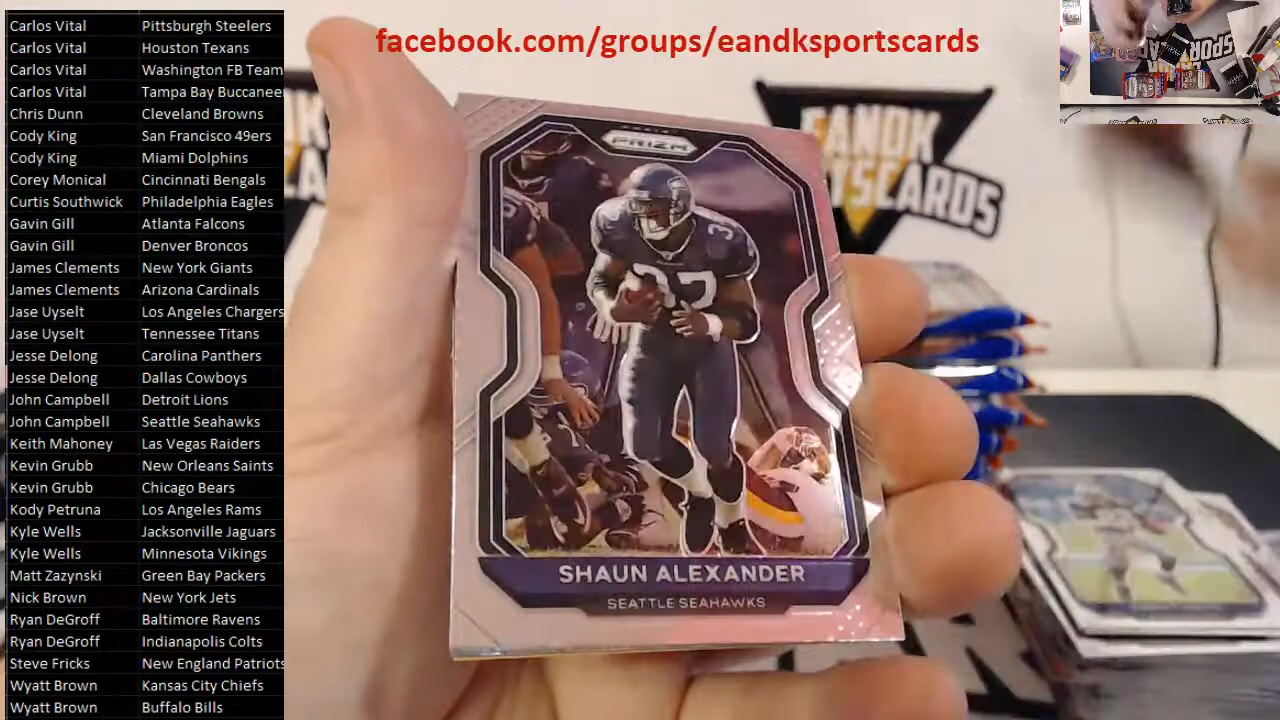 Carlos Vital Pittsburgh Steelers
Carlos Vital Houston Texans
Carlos Vital Washington FB Team
Carlos Vital Tampa Bay Buccanee
Chris Dunn Cleveland Browns
Cody King San Francisco 49ers
Cody King Miami Dolphins
Corey Monical Cincinnati Bengals
Curtis Southwick Philadelphia Eagles
Gavin Gill Atlanta Falcons
Gavin Gill Denver Broncos
James Clements New York Giants
James Clements Arizona Cardinals
Jase Uyselt Los Angeles Chargers
Jase Uyselt Tennessee Titans
Jesse Delong Carolina Panthers
Jesse Delong Dallas Cowboys
John Campbell Detroit Lions
John Campbell Seattle Seahawks
Keith Mahoney Las Vegas Raiders
Kevin Grubb New Orleans Saints
Kevin Grubb Chicago Bears
Kody Petruna Los Angeles Rams
Kyle Wells Jacksonville Jaguars
Kyle Wells Minnesota Vikings
Matt Zazynski Green Bay Packers
Nick Brown New York Jets
Ryan DeGroff Baltimore Ravens
Ryan DeGroff Indianapolis Colts
Steve Fricks New England Patriots
Wyatt Brown Kansas City Chiefs
Wyatt Brown Buffalo Bills
facebook.com/groups/eandksportscards
PANINI
PRIZM
37
SHAUN ALEXANDER
SEATTLE SEAHAWKS
EANDK
RTSCARDS